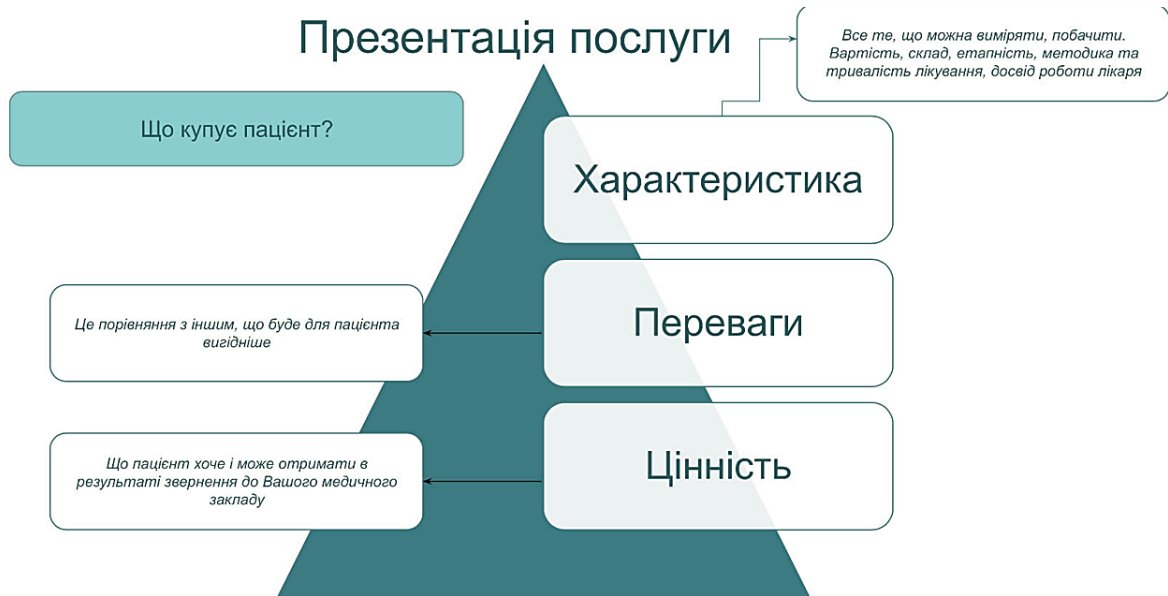 Презентація послуги
Все те, що можна виміряти, побачити.
Вартість, склад, етапність, методика та
тривалість лікування, досвід роботи лікаря
Що купує пацієнт?
Характеристика
Це порівняння з іншим, що буде для пацієнта
вигідніше
Переваги
Що пацієнт хоче і може отримати в
результаті звернення до Вашого медичного
закладу
Цінність